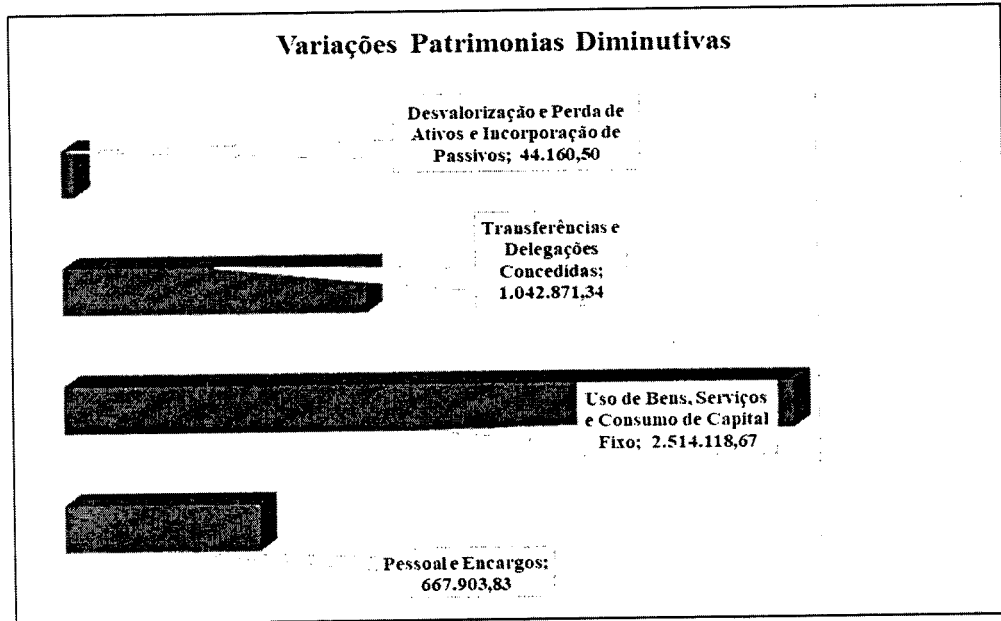 Variações Patrimonias Diminutivas
Desvalorização e Perda de
Ativos e Incorporação de
Passivos; 44.160,50
Transferências e
Delegações
Concedidas;
1.042.871,34
Uso de Bens, Serviços
e Consumo de Capital
Fixo; 2.514.118,67
Pessoal e Encargos;
667.903,83